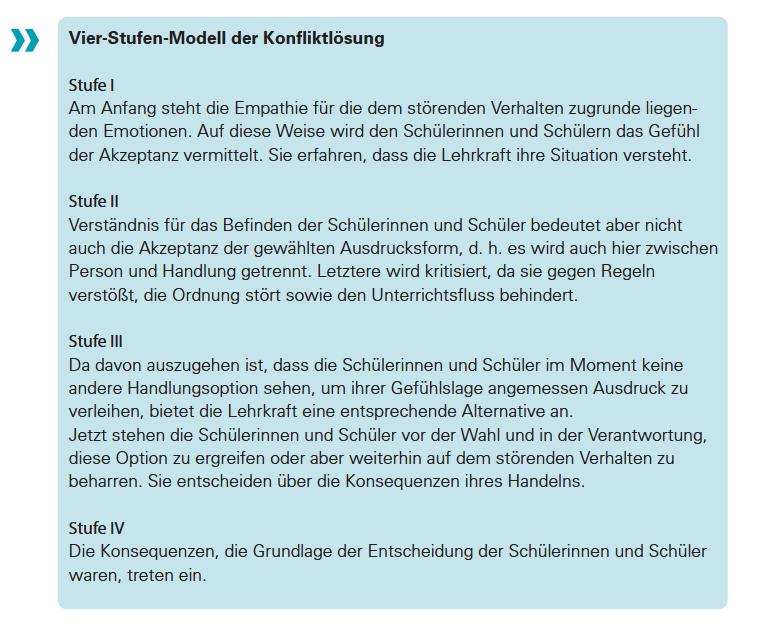 Vier-Stufen-Modell der Konfliktlösung
Stufe I
Am Anfang steht die Empathie für die dem störenden Verhalten zugrunde liegen-
den Emotionen. Auf diese Weise wird den Schülerinnen und Schülern das Gefühl
der Akzeptanz vermittelt. Sie erfahren, dass die Lehrkraft ihre Situation versteht.
Stufe II
Verständnis für das Befinden der Schülerinnen und Schüler bedeutet aber nicht
auch die Akzeptanz der gewählten Ausdrucksform, d. h. es wird auch hier zwischen
Person und Handlung getrennt. Letztere wird kritisiert, da sie gegen Regeln
verstößt, die Ordnung stört sowie den Unterrichtsfluss behindert.
Stufe III
Da davon auszugehen ist, dass die Schülerinnen und Schüler im Moment keine
andere Handlungsoption sehen, um ihrer Gefühlslage angemessen Ausdruck zu
verleihen, bietet die Lehrkraft eine entsprechende Alternative an.
Jetzt stehen die Schülerinnen und Schüler vor der Wahl und in der Verantwortung,
diese Option zu ergreifen oder aber weiterhin auf dem störenden Verhalten zu
beharren. Sie entscheiden über die Konsequenzen ihres Handelns.
Stufe IV
Die Konsequenzen, die Grundlage der Entscheidung der Schülerinnen und Schüler
waren, treten ein.